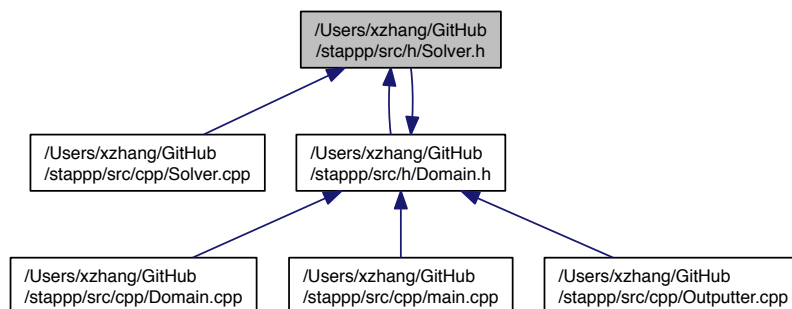 /Users/xzhang/GitHub
/stappp/src/h/Solver.h
/Users/xzhang/GitHub
/stappp/src/cpp/Solver.cpp
/Users/xzhang/GitHub
/stappp/src/h/Domain.h
/Users/xzhang/GitHub
/stappp/src/cpp/Domain.cpp
/Users/xzhang/GitHub
/stappp/src/cpp/main.cpp
/Users/xzhang/GitHub
/stappp/src/cpp/Outputter.cpp